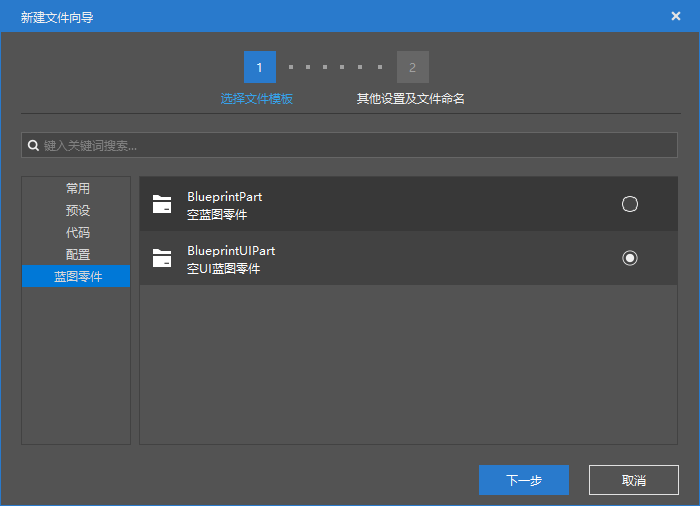 新建文件向导
1
2
选择文件模板
其他设置及文件命名
键入关键词搜索...
常用
预设
代码
配置
蓝图零件
BlueprintPart
空蓝图零件
BlueprintUIPart
空UI蓝图零件
下一步
取消